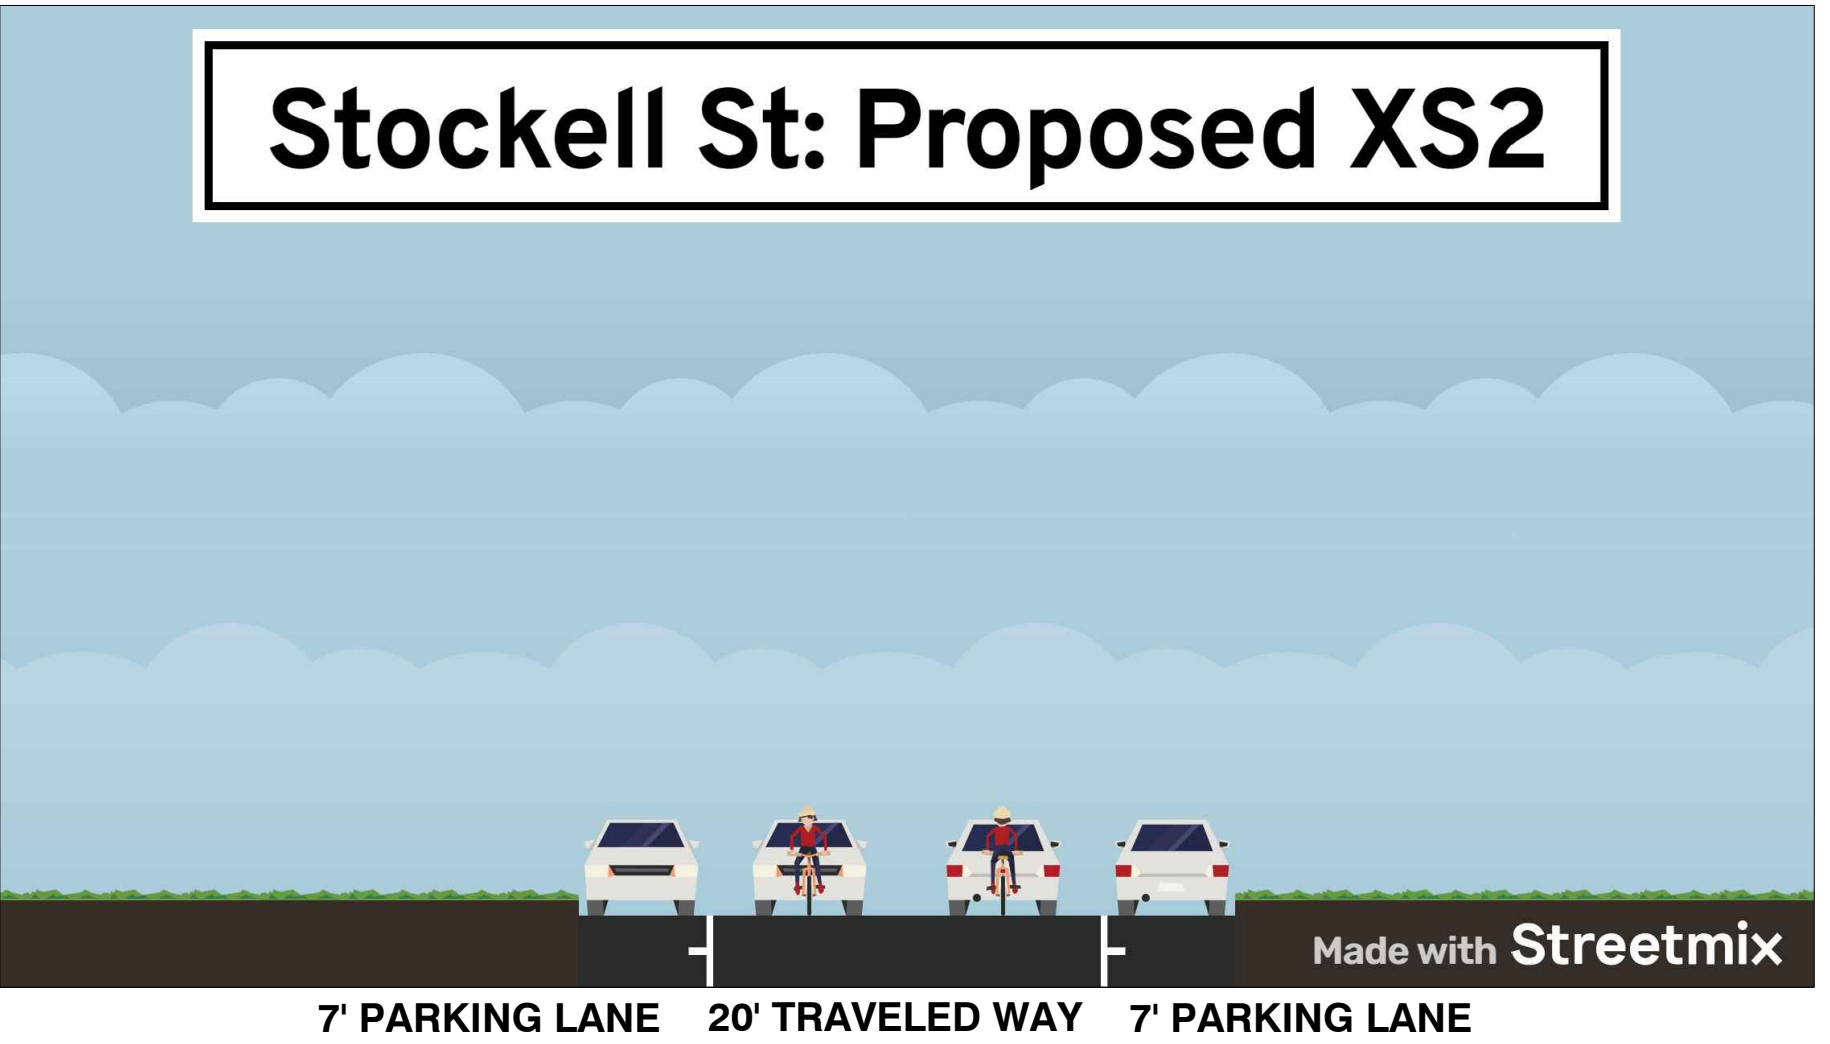 Stockell St: Proposed XS2
Made with Streetmix
7' PARKING LANE 20' TRAVELED WAY 7' PARKING LANE